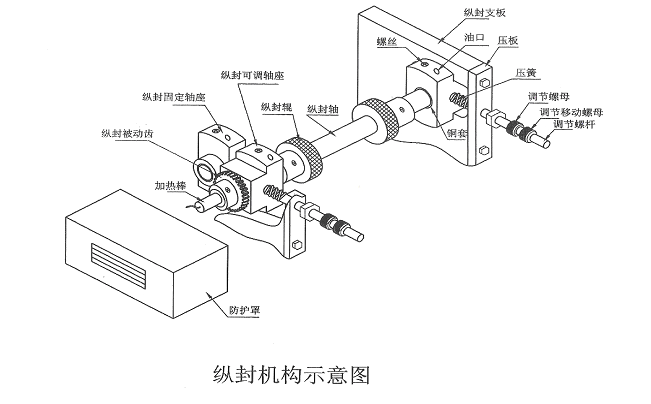 纵封支板
螺丝
油口
压板
纵封可调轴座
压簧
纵封固定轴座
纵封辊
纵封轴
调节螺母
纵封被动齿
铜套
调节移动螺母
调节螺杆
加热棒
防护罩
纵封机构示意图